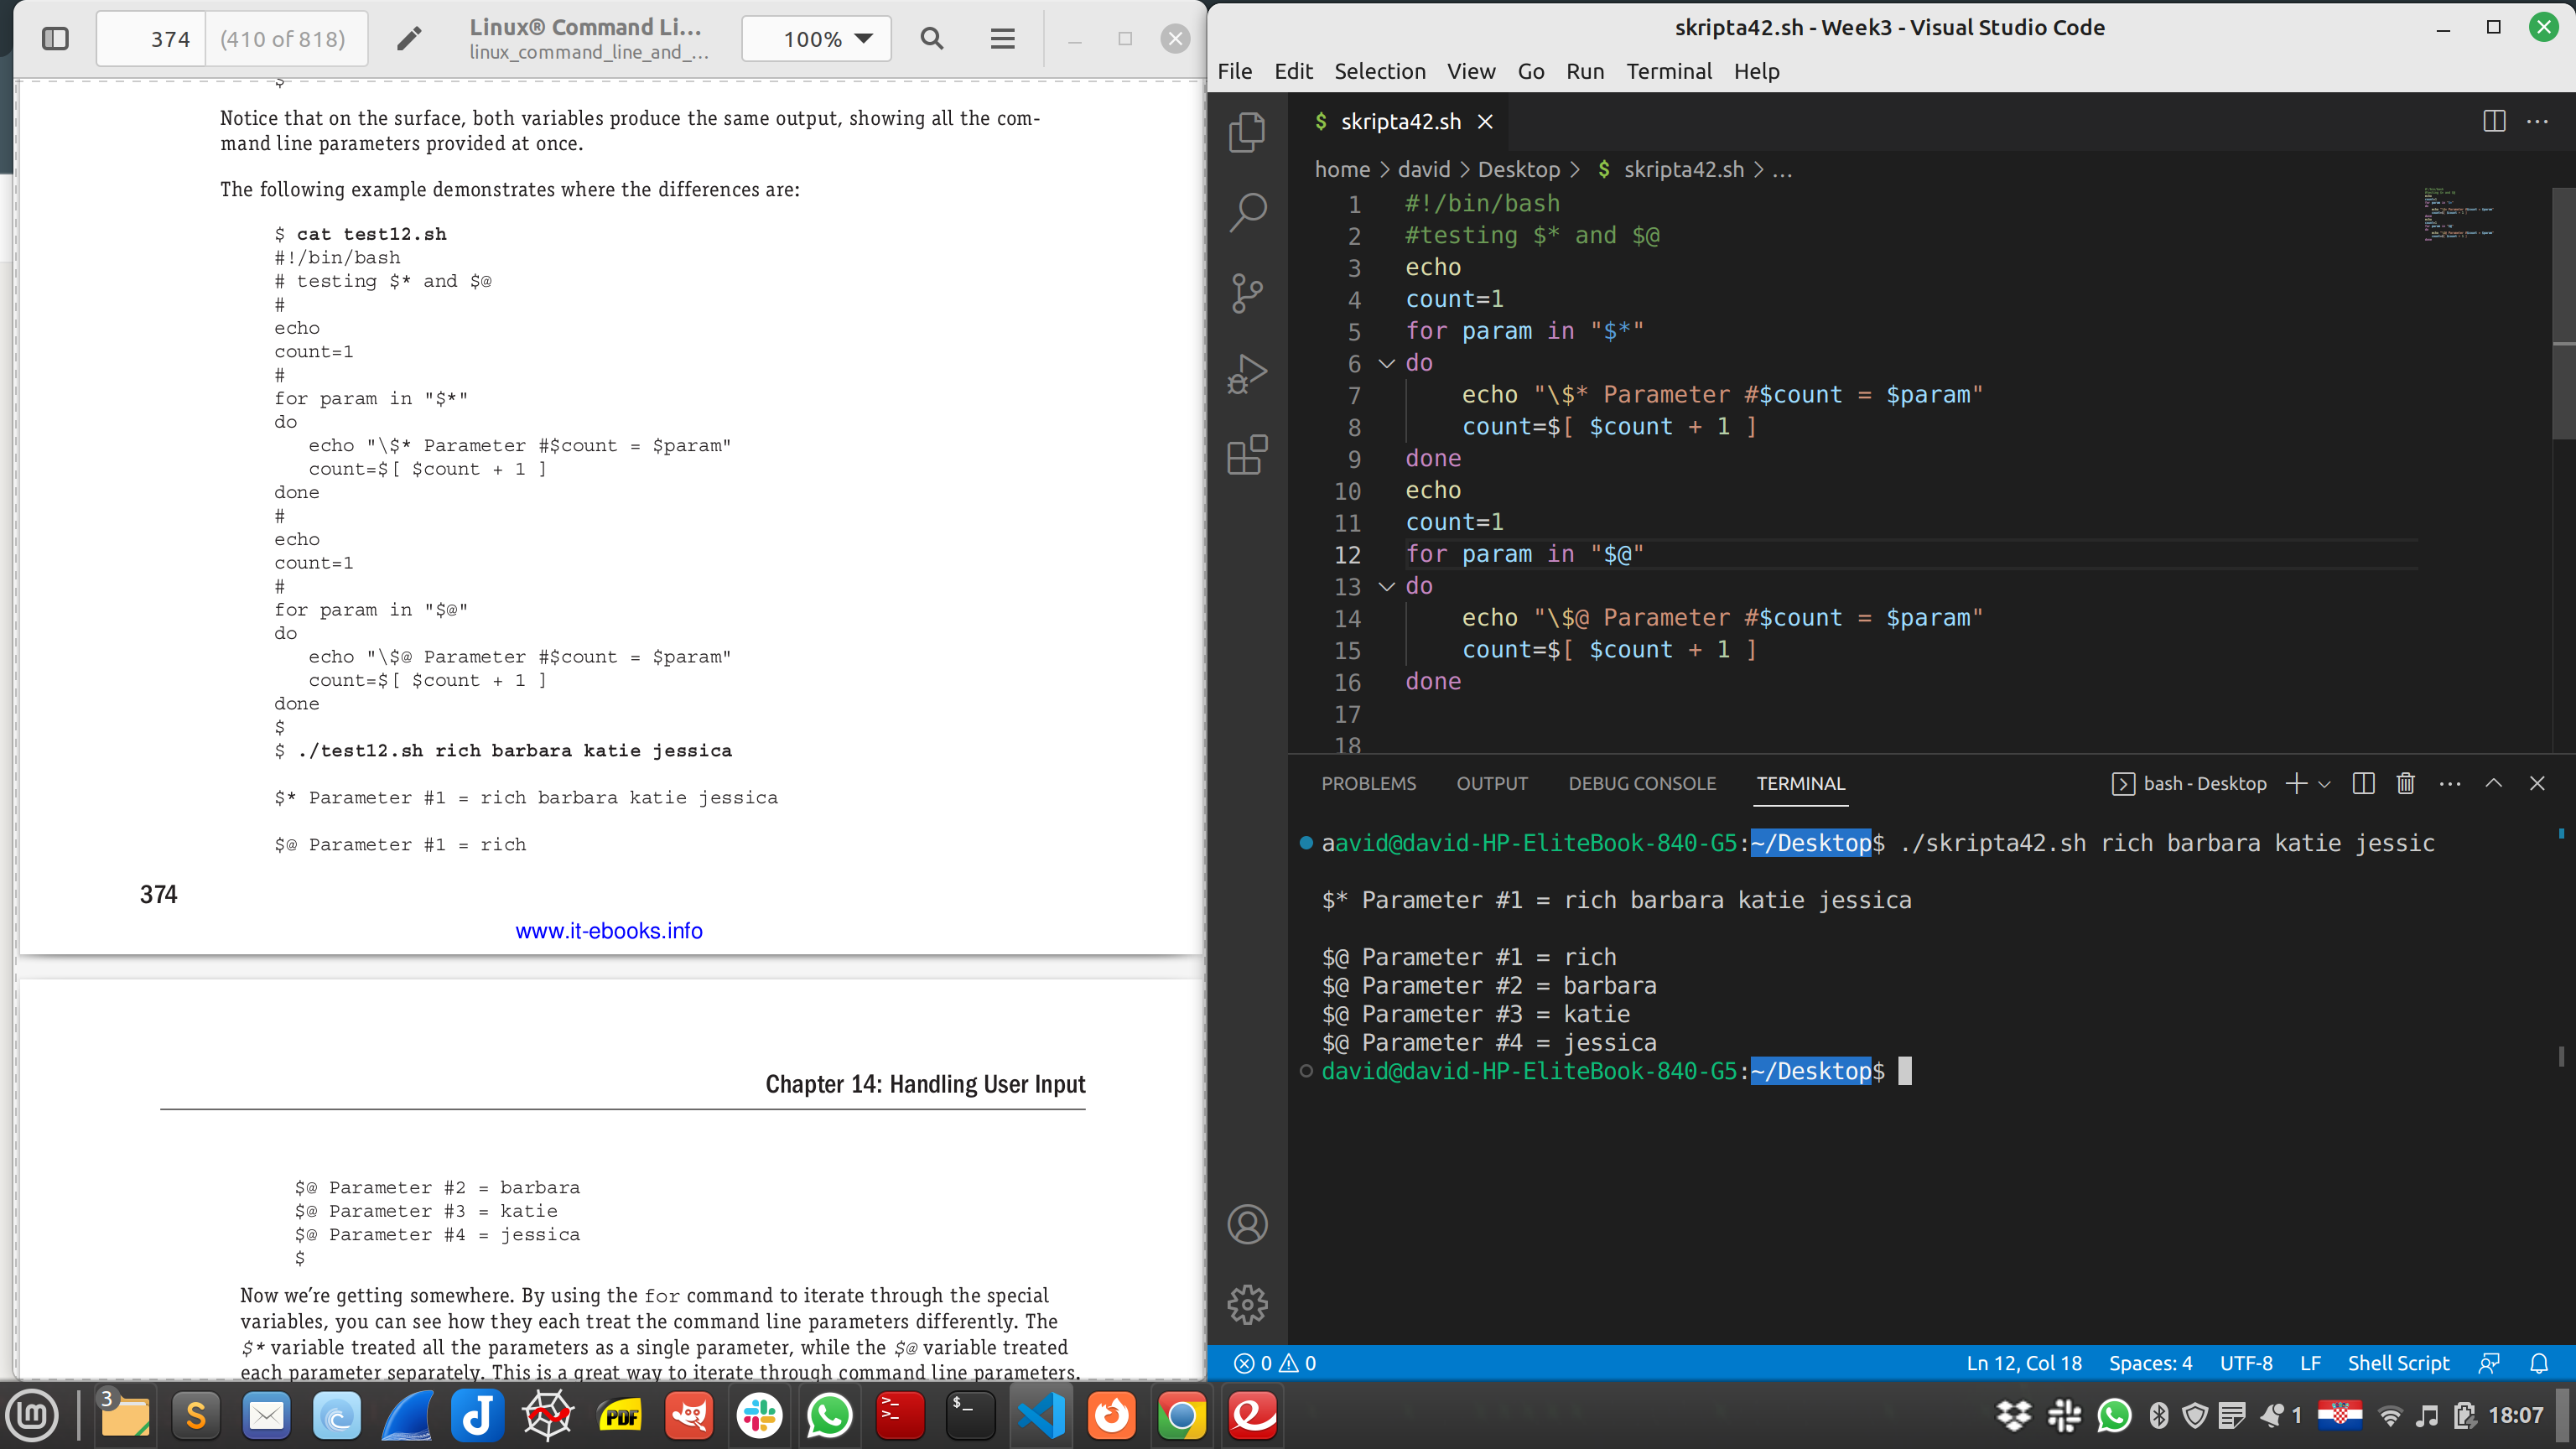 374 (410 of 818)
Linux® Command Li...
linux_command_line_and_...
100%
$
Notice that on the surface, both variables produce the same output, showing all the com-
mand line parameters provided at once.
The following example demonstrates where the differences are:
$ cat test12.sh
#!/bin/bash
# testing $* and $@
#
echo
count=1
#
for param in "$*"
do
echo "\$* Parameter #$count = $param"
count=$[ $count + 1 ]
done
#
echo
count=1
#
for param in "$@"
do
echo "\$@ Parameter #$count = $param"
count=$[ $count + 1 ]
done
$
$ ./test12.sh rich barbara katie jessica
$* Parameter #1 = rich barbara katie jessica
$@ Parameter #1 = rich
374
www.it-ebooks.info
Chapter 14: Handling User Input
$@ Parameter #2 = barbara
$@ Parameter #3 = katie
$@ Parameter #4 = jessica
$
Now we're getting somewhere. By using the for command to iterate through the special
variables, you can see how they each treat the command line parameters differently. The
$* variable treated all the parameters as a single parameter, while the $@ variable treated
each parameter separately. This is a great way to iterate through command line parameters.
skripta42.sh - Week3 - Visual Studio Code
File Edit Selection View Go Run Terminal Help
$ skripta42.sh
home > david > Desktop > $ skripta42.sh > ...
1 #!/bin/bash
2 #testing $* and $@
3 echo
4 count=1
5 for param in "$*"
6 do
7 echo "\$* Parameter #$count = $param"
8 count=$[ $count + 1 ]
9 done
10 echo
11 count=1
12 for param in "$@"
13 do
14 echo "\$@ Parameter #$count = $param"
15 count=$[ $count + 1 ]
16 done
17
18
PROBLEMS OUTPUT DEBUG CONSOLE TERMINAL bash - Desktop
aavid@david-HP-EliteBook-840-G5:~/Desktop$ ./skripta42.sh rich barbara katie jessic
$* Parameter #1 = rich barbara katie jessica
$@ Parameter #1 = rich
$@ Parameter #2 = barbara
$@ Parameter #3 = katie
$@ Parameter #4 = jessica
david@david-HP-EliteBook-840-G5:~/Desktop$
0 0 Ln 12, Col 18 Spaces: 4 UTF-8 LF Shell Script
3 S PDF $_ 1 18:07